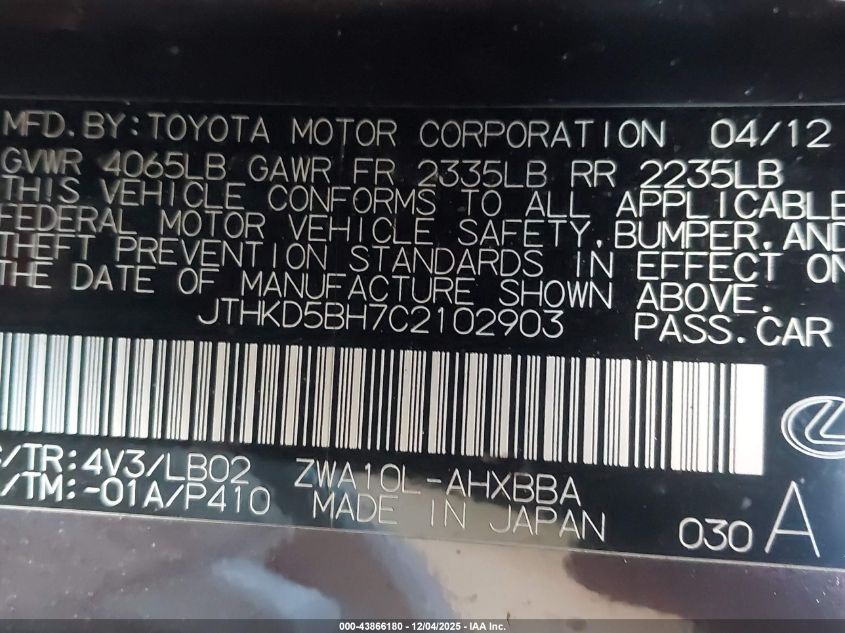 MFD. BY: TOYOTA MOTOR CORPORATION 04/12
GVWR 4065LB GAWR FR 2335LB RR 2235LB
THIS VEHICLE CONFORMS TO ALL APPLICABLE
FEDERAL MOTOR VEHICLE SAFETY, BUMPER, AND
THEFT PREVENTION STANDARDS IN EFFECT ON
THE DATE OF MANUFACTURE SHOWN ABOVE.
JTHKD5BH7C2102903 PASS. CAR
/TR: 4V3/LB02 ZWA10L-AHXBBA
/TM: -01A/P410 MADE IN JAPAN 030 A
000-43866180 - 12/04/2025 - IAA Inc.